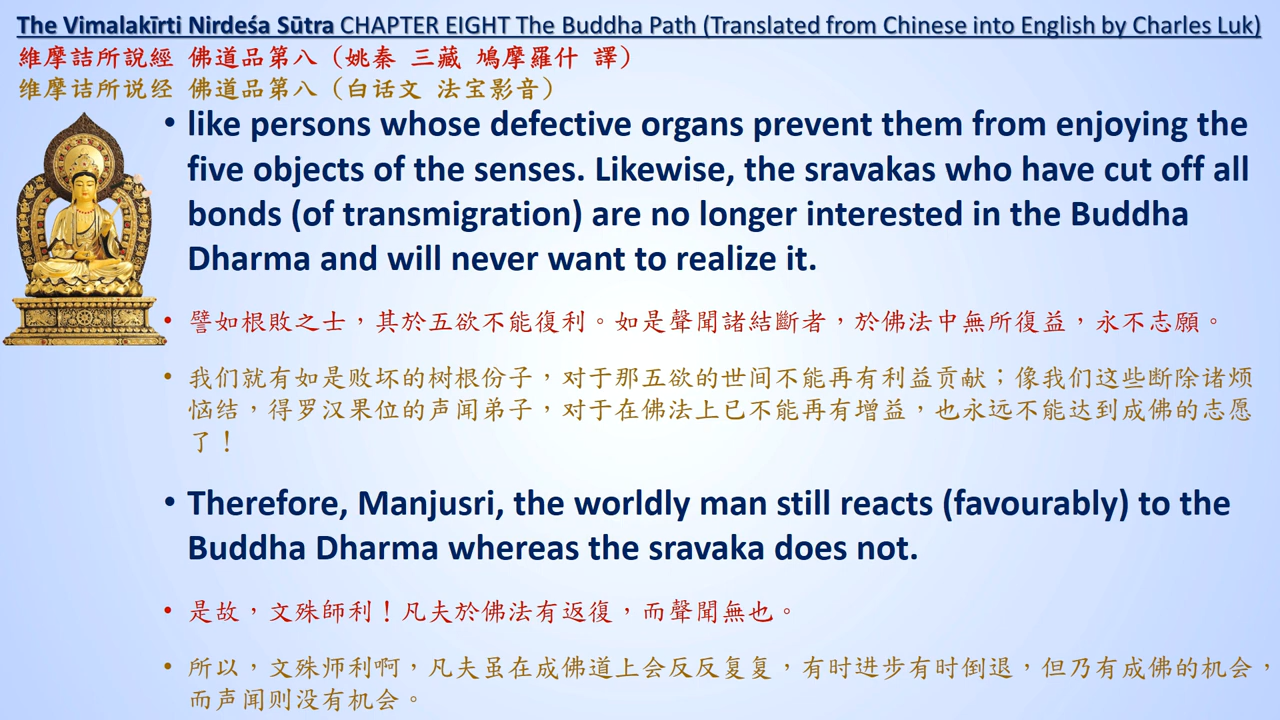 The Vimalakīrti Nirdeśa Sūtra CHAPTER EIGHT The Buddha Path (Translated from Chinese into English by Charles Luk)
維摩詰所說經 佛道品第八（姚秦 三藏 鳩摩羅什 譯）
维摩诘所说经 佛道品第八（白话文 法宝影音）
• like persons whose defective organs prevent them from enjoying the
five objects of the senses. Likewise, the sravakas who have cut off all
bonds (of transmigration) are no longer interested in the Buddha
Dharma and will never want to realize it.
• 譬如根敗之士，其於五欲不能復利。如是聲聞諸結斷者，於佛法中無所復益，永不志願。
• 我们就有如是败坏的树根份子，对于那五欲的世间不能再有利益贡献；像我们这些断除诸烦
恼结，得罗汉果位的声闻弟子，对于在佛法上已不能再有增益，也永远不能达到成佛的志愿
了！
• Therefore, Manjusri, the worldly man still reacts (favourably) to the
Buddha Dharma whereas the sravaka does not.
• 是故，文殊師利！凡夫於佛法有返復，而聲聞無也。
• 所以，文殊师利啊，凡夫虽在成佛道上会反反复复，有时进步有时倒退，但乃有成佛的机会，
而声闻则没有机会。